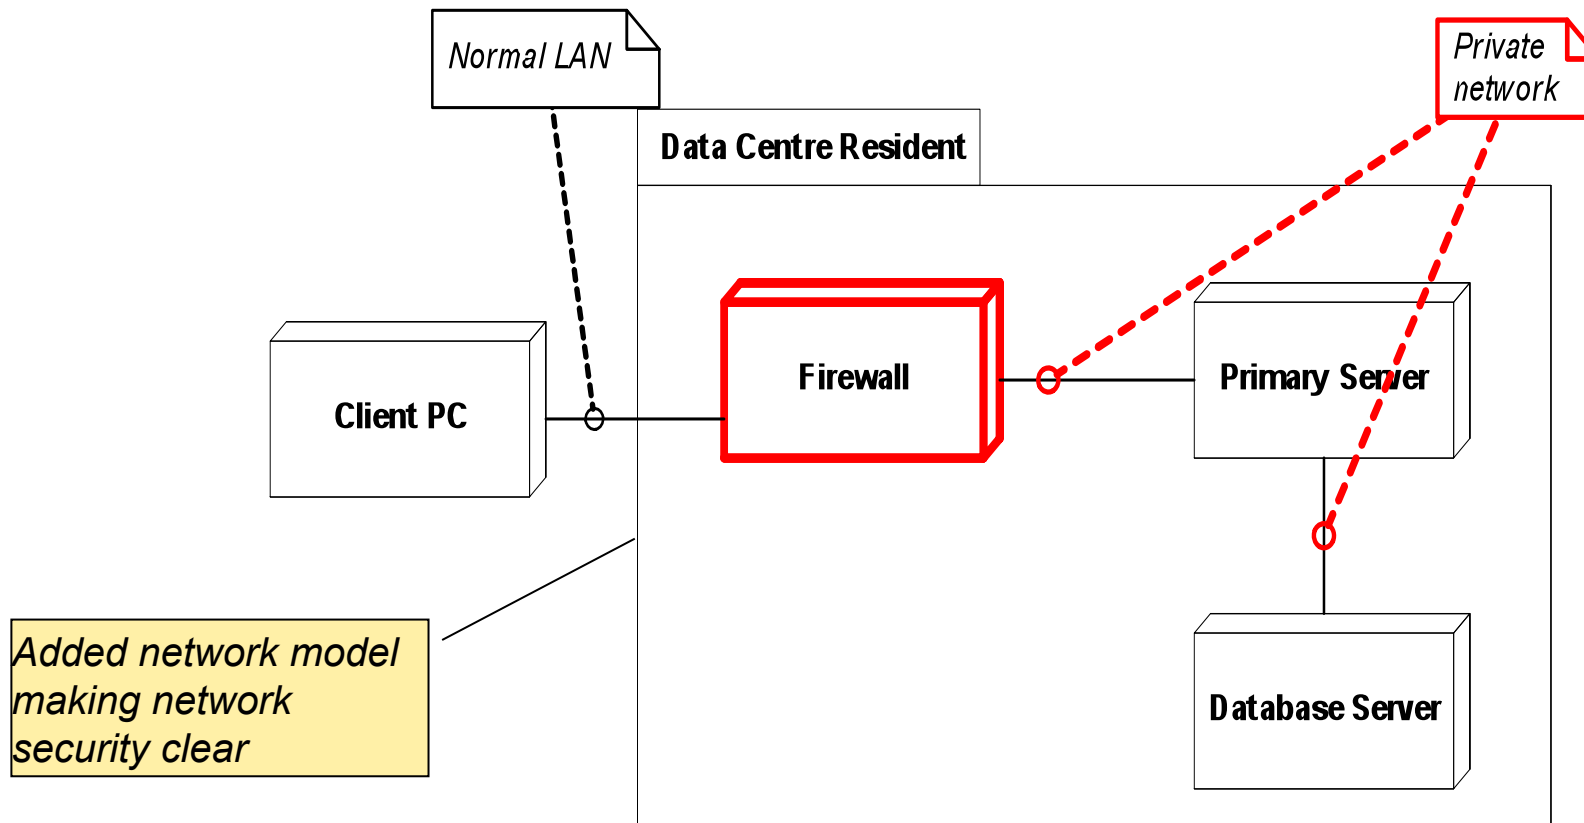 Normal LAN
Private
network
Data Centre Resident
Firewall
Primary Server
Client PC
Added network model
making network
security clear
Database Server